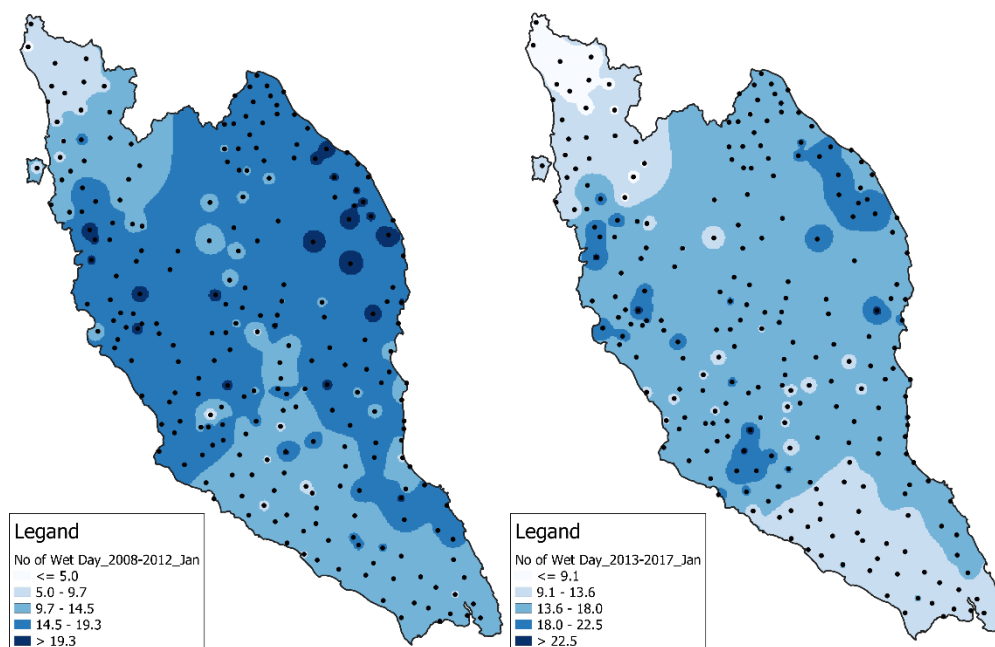 Legand
No of Wet Day_2008-2012_Jan
<= 5.0
5.0 - 9.7
9.7 - 14.5
14.5 - 19.3
> 19.3
Legand
No of Wet Day_2013-2017_Jan
<= 9.1
9.1 - 13.6
13.6 - 18.0
18.0 - 22.5
> 22.5